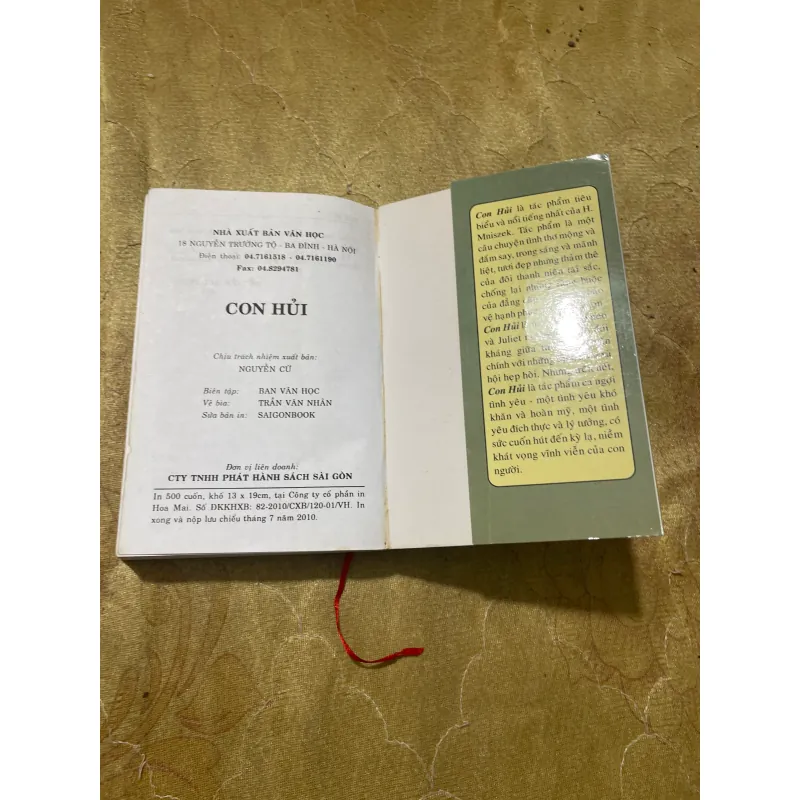 NHÀ XUẤT BẢN VĂN HỌC
18 NGUYỄN TRƯỜNG TỘ - BA ĐÌNH - HÀ NỘI
Điện thoại: 04.7161518 - 04.7161190
Fax: 04.8294781
CON HỦI
Chịu trách nhiệm xuất bản:
NGUYỄN CỪ
Biên tập: BAN VĂN HỌC
Vẽ bìa: TRẦN VĂN NHÂN
Sửa bản in: SAIGONBOOK
Đơn vị liên doanh:
CTY TNHH PHÁT HÀNH SÁCH SÀI GÒN
In 500 cuốn, khổ 13 x 19cm, tại Công ty cổ phần in
Hoa Mai. Số ĐKKHXB: 82-2010/CXB/120-01/VH. In
xong và nộp lưu chiểu tháng 7 năm 2010.
Con Hủi là tác phẩm tiêu
biểu và nổi tiếng nhất của H.
Mniszek. Tác phẩm là một
câu chuyện tình thơ mộng và
đắm say, trong sáng và mãnh
liệt, tươi đẹp nhưng thảm thê
của đôi thanh niên tài sắc,
chống lại những
của đẳng
vệ hạnh
Con Hủi
và Juliet
kháng giữa
chính với những
hội hẹp hòi. Những
Con Hủi là tác phẩm ca ngợi
tình yêu - một tình yêu khó
khăn và hoàn mỹ, một tình
yêu đích thực và lý tưởng, có
sức cuốn hút đến kỳ lạ, niềm
khát vọng vĩnh viễn của con
người.